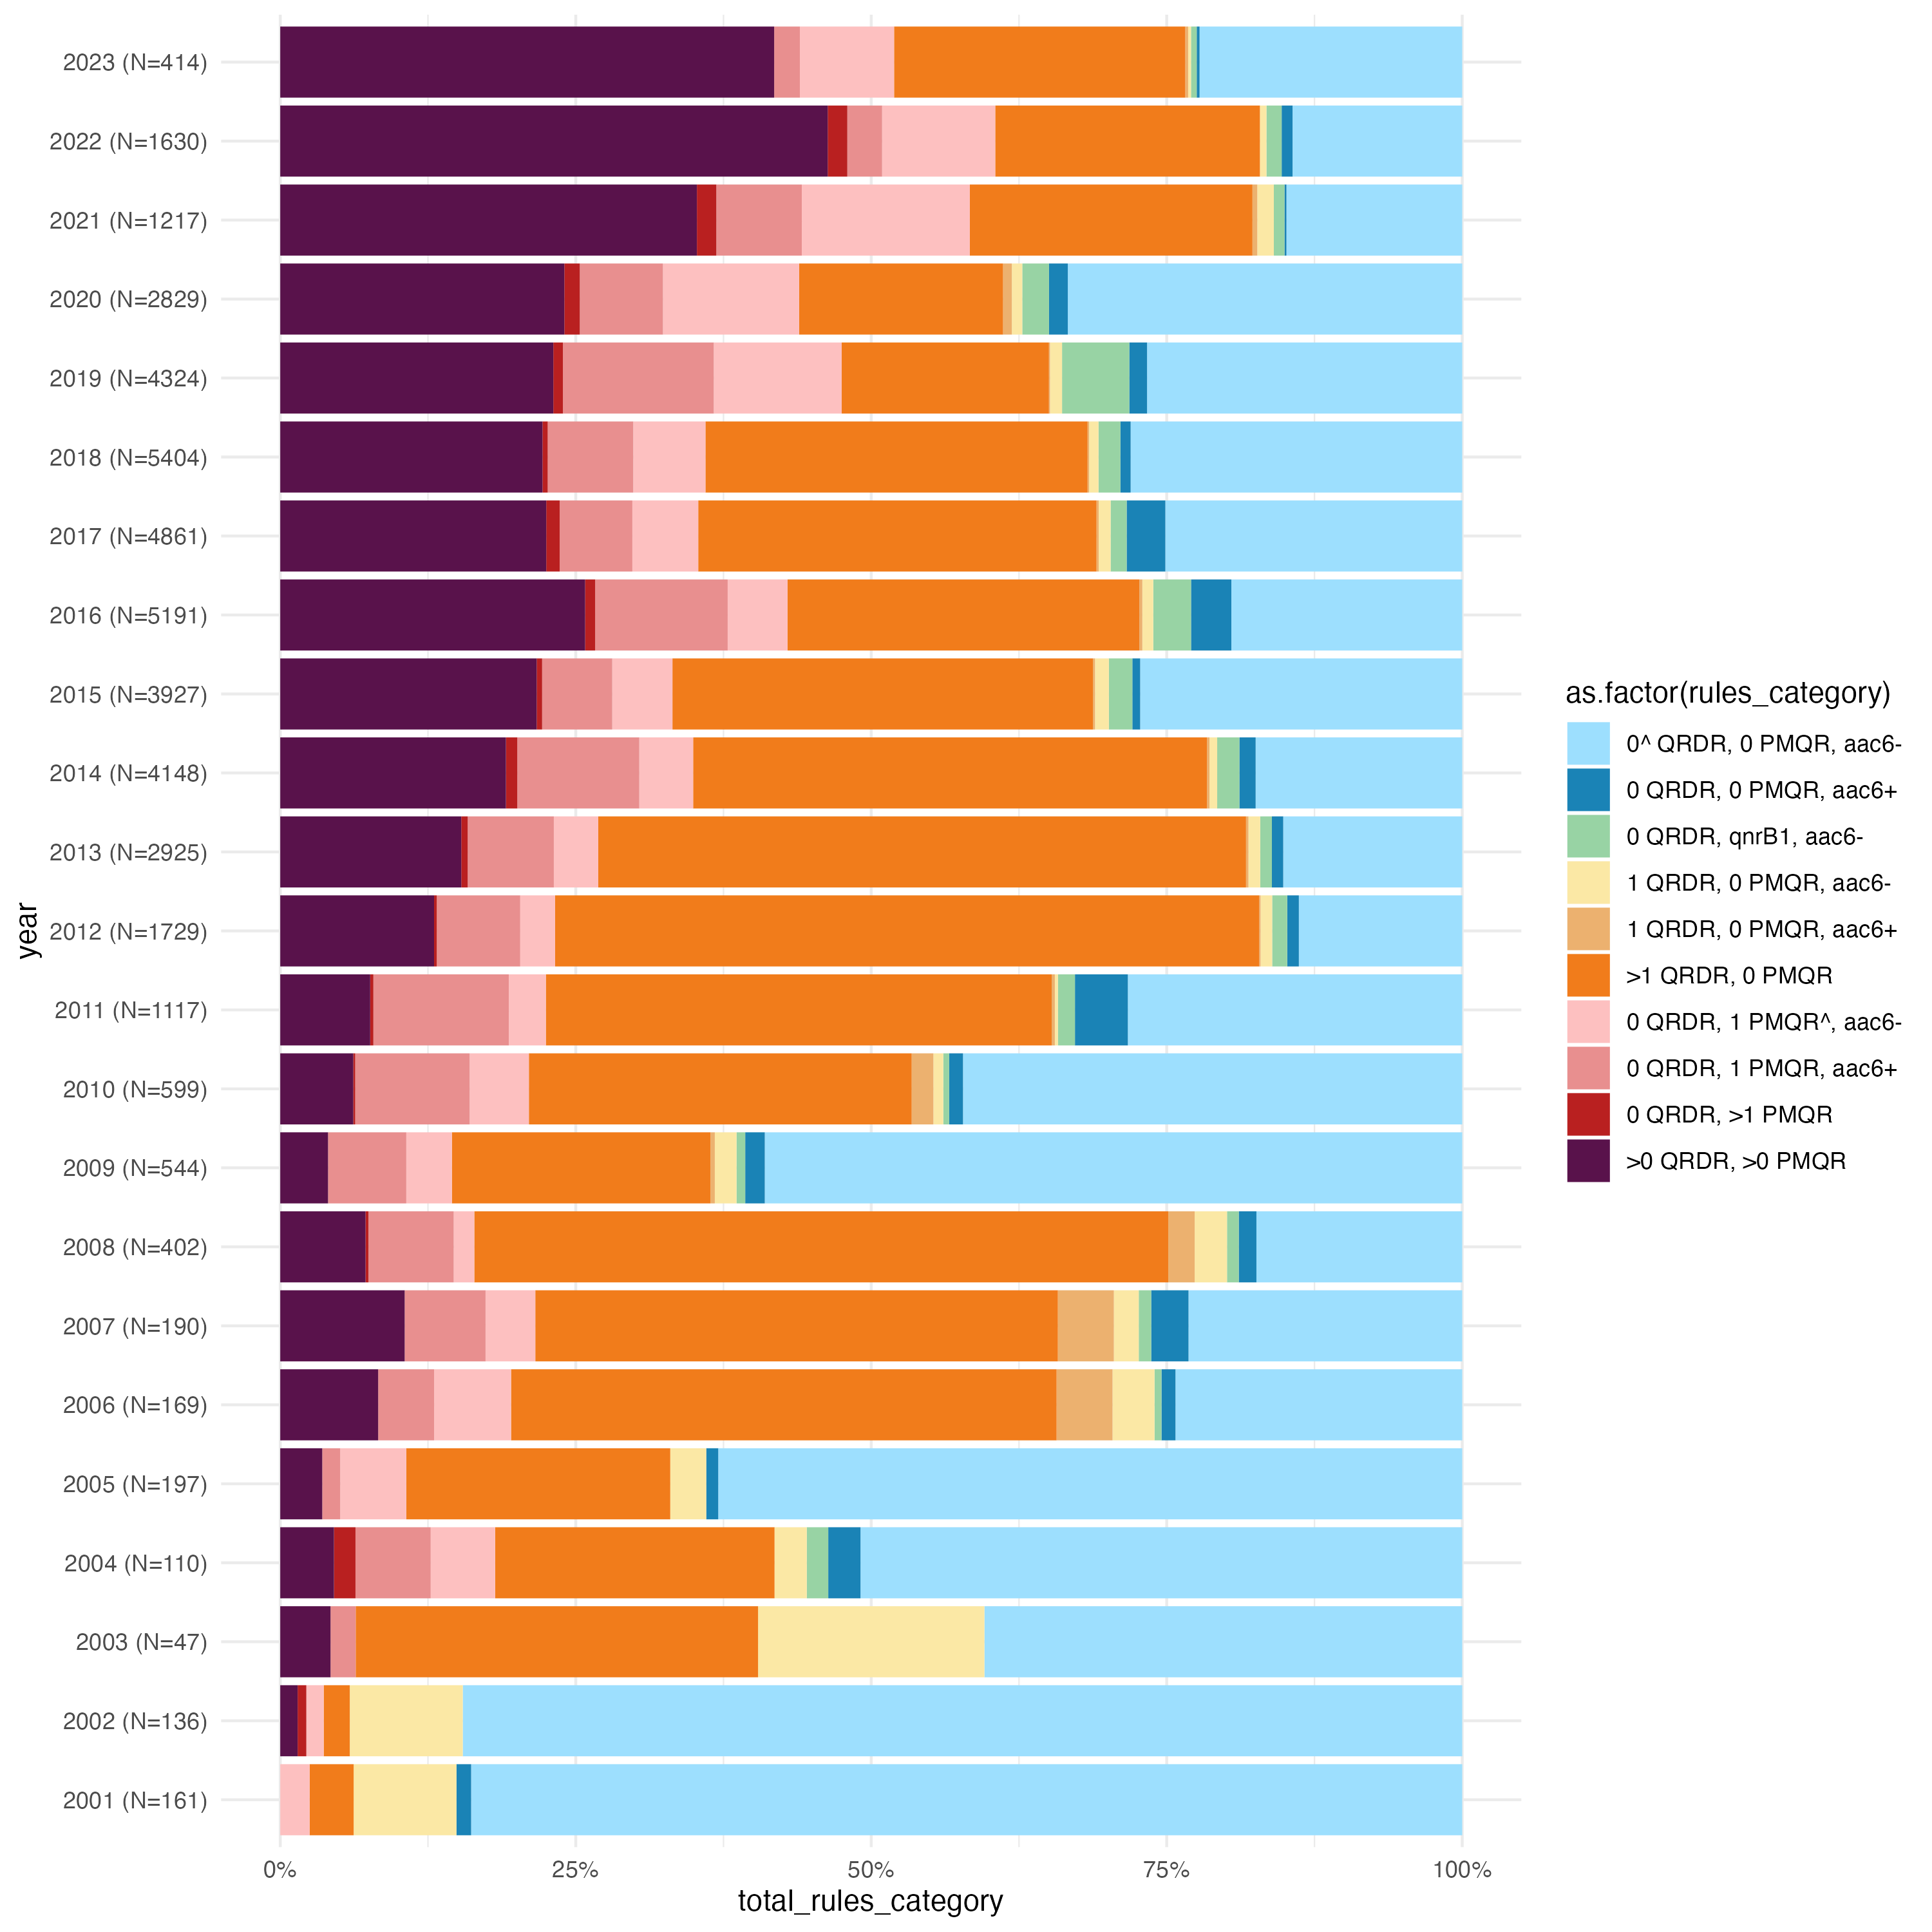 2023 (N=414)
2022 (N=1630)
2021 (N=1217)
2020 (N=2829)
2019 (N=4324)
2018 (N=5404)
2017 (N=4861)
2016 (N=5191)
2015 (N=3927)
2014 (N=4148)
2013 (N=2925)
2012 (N=1729)
2011 (N=1117)
2010 (N=599)
2009 (N=544)
2008 (N=402)
2007 (N=190)
2006 (N=169)
2005 (N=197)
2004 (N=110)
2003 (N=47)
2002 (N=136)
2001 (N=161)
year
0%
25%
50%
75%
100%
total_rules_category
as.factor(rules_category)
0^ QRDR, 0 PMQR, aac6-
0 QRDR, 0 PMQR, aac6+
0 QRDR, qnrB1, aac6-
1 QRDR, 0 PMQR, aac6-
1 QRDR, 0 PMQR, aac6+
>1 QRDR, 0 PMQR
0 QRDR, 1 PMQR^, aac6-
0 QRDR, 1 PMQR, aac6+
0 QRDR, >1 PMQR
>0 QRDR, >0 PMQR